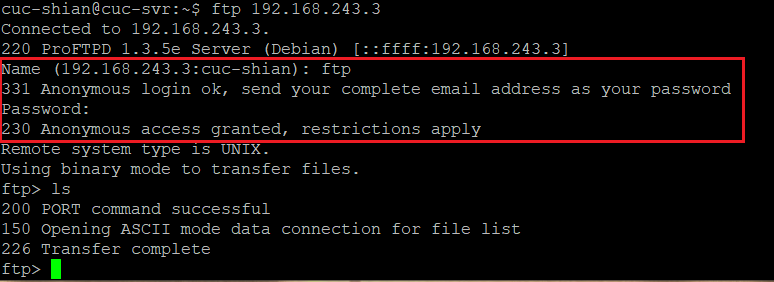 cuc-shian@cuc-svr:~$ ftp 192.168.243.3
Connected to 192.168.243.3.
220 ProFTPD 1.3.5e Server (Debian) [::ffff:192.168.243.3]
Name (192.168.243.3:cuc-shian): ftp
331 Anonymous login ok, send your complete email address as your password
Password:
230 Anonymous access granted, restrictions apply
Remote system type is UNIX.
Using binary mode to transfer files.
ftp> ls
200 PORT command successful
150 Opening ASCII mode data connection for file list
226 Transfer complete
ftp>